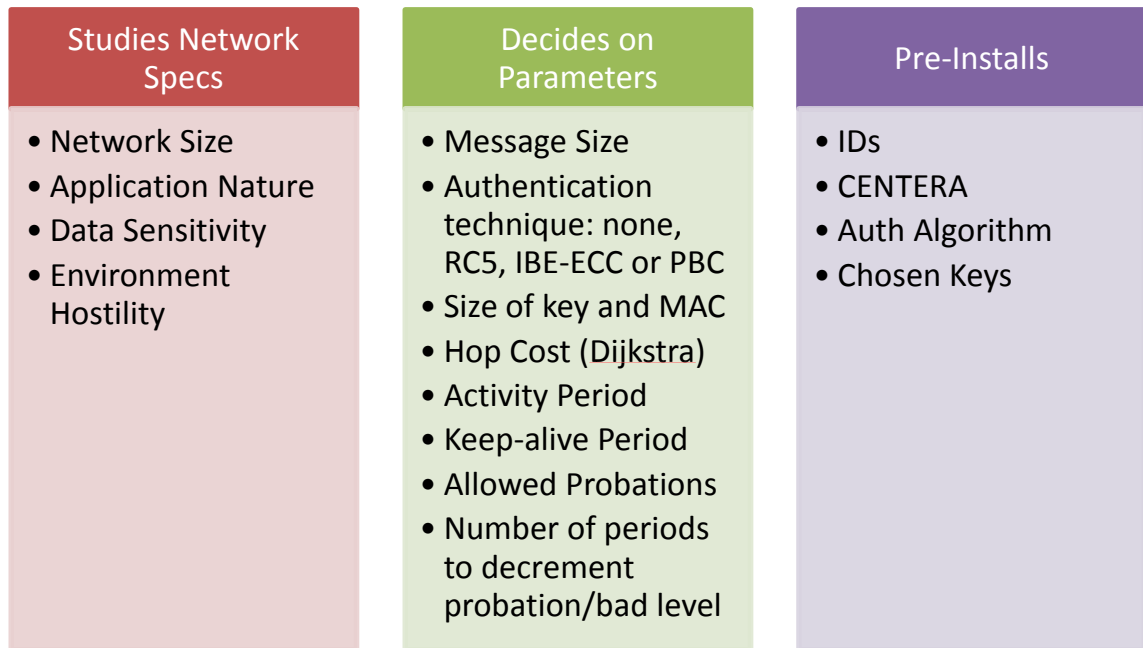 Studies Network
Specs
• Network Size
• Application Nature
• Data Sensitivity
• Environment
Hostility
Decides on
Parameters
• Message Size
• Authentication
technique: none,
RC5, IBE-ECC or PBC
• Size of key and MAC
• Hop Cost (Dijkstra)
• Activity Period
• Keep-alive Period
• Allowed Probations
• Number of periods
to decrement
probation/bad level
Pre-Installs
• IDs
• CENTERA
• Auth Algorithm
• Chosen Keys